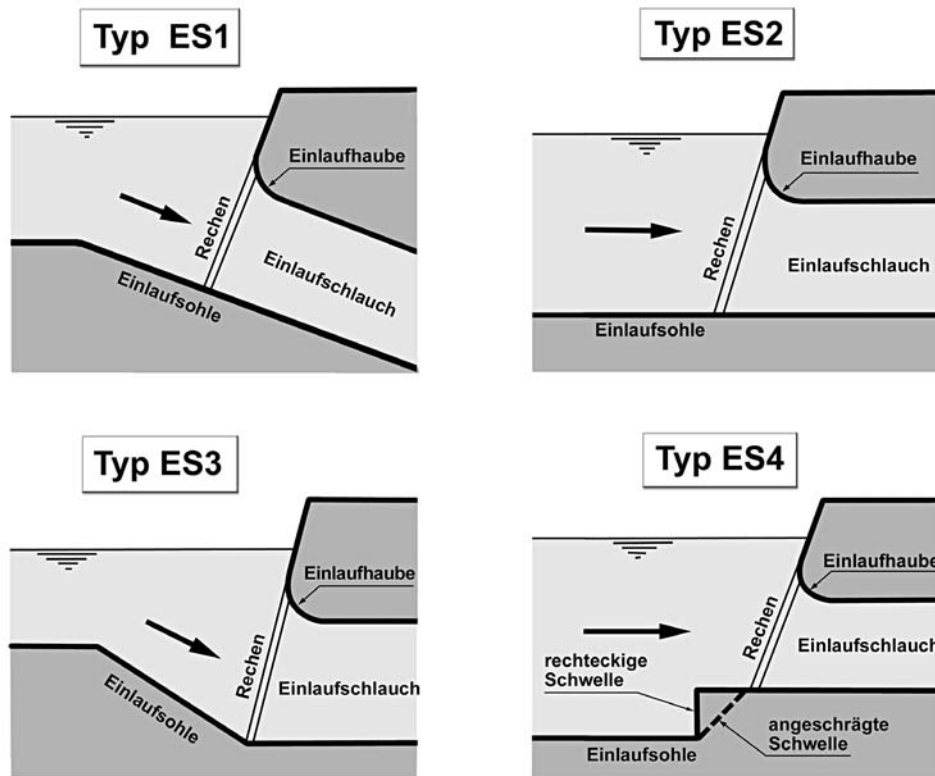 Typ ES1
Einlaufhaube
Rechen
Einlaufschlauch
Einlaufsohle
Typ ES2
Einlaufhaube
Rechen
Einlaufschlauch
Einlaufsohle
Typ ES3
Einlaufhaube
Rechen
Einlaufschlauch
Einlaufsohle
Typ ES4
Einlaufhaube
Rechen
Einlaufschlauch
rechteckige
Schwelle
angeschrägte
Schwelle
Einlaufsohle